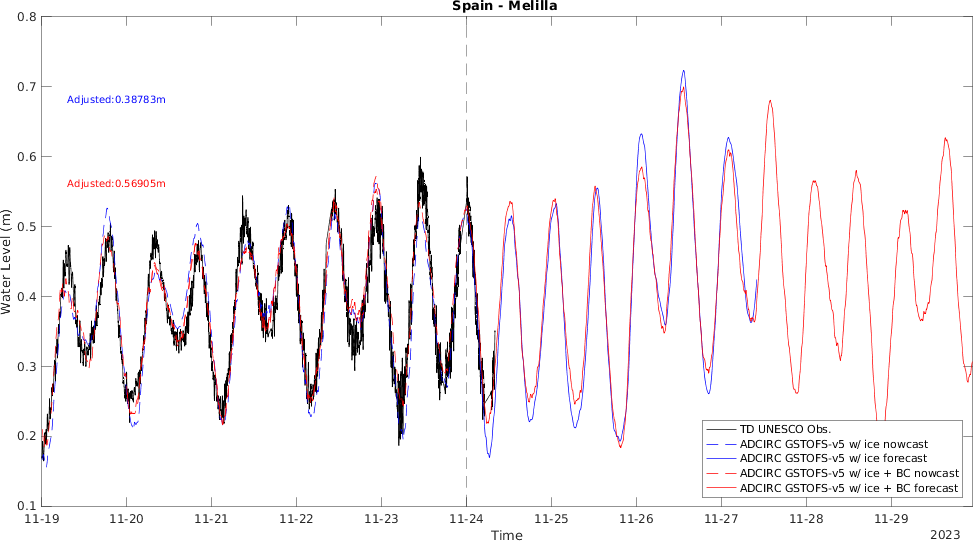 Spain - Melilla
0.8
0.7
0.6
0.5
0.4
0.3
0.2
0.1
Water Level (m)
Adjusted:0.38783m
Adjusted:0.56905m
TD UNESCO Obs.
ADCIRC GSTOFS-v5 w/ ice nowcast
ADCIRC GSTOFS-v5 w/ ice forecast
ADCIRC GSTOFS-v5 w/ ice + BC nowcast
ADCIRC GSTOFS-v5 w/ ice + BC forecast
11-19 11-20 11-21 11-22 11-23 11-24 11-25 11-26 11-27 11-28 11-29
Time
2023